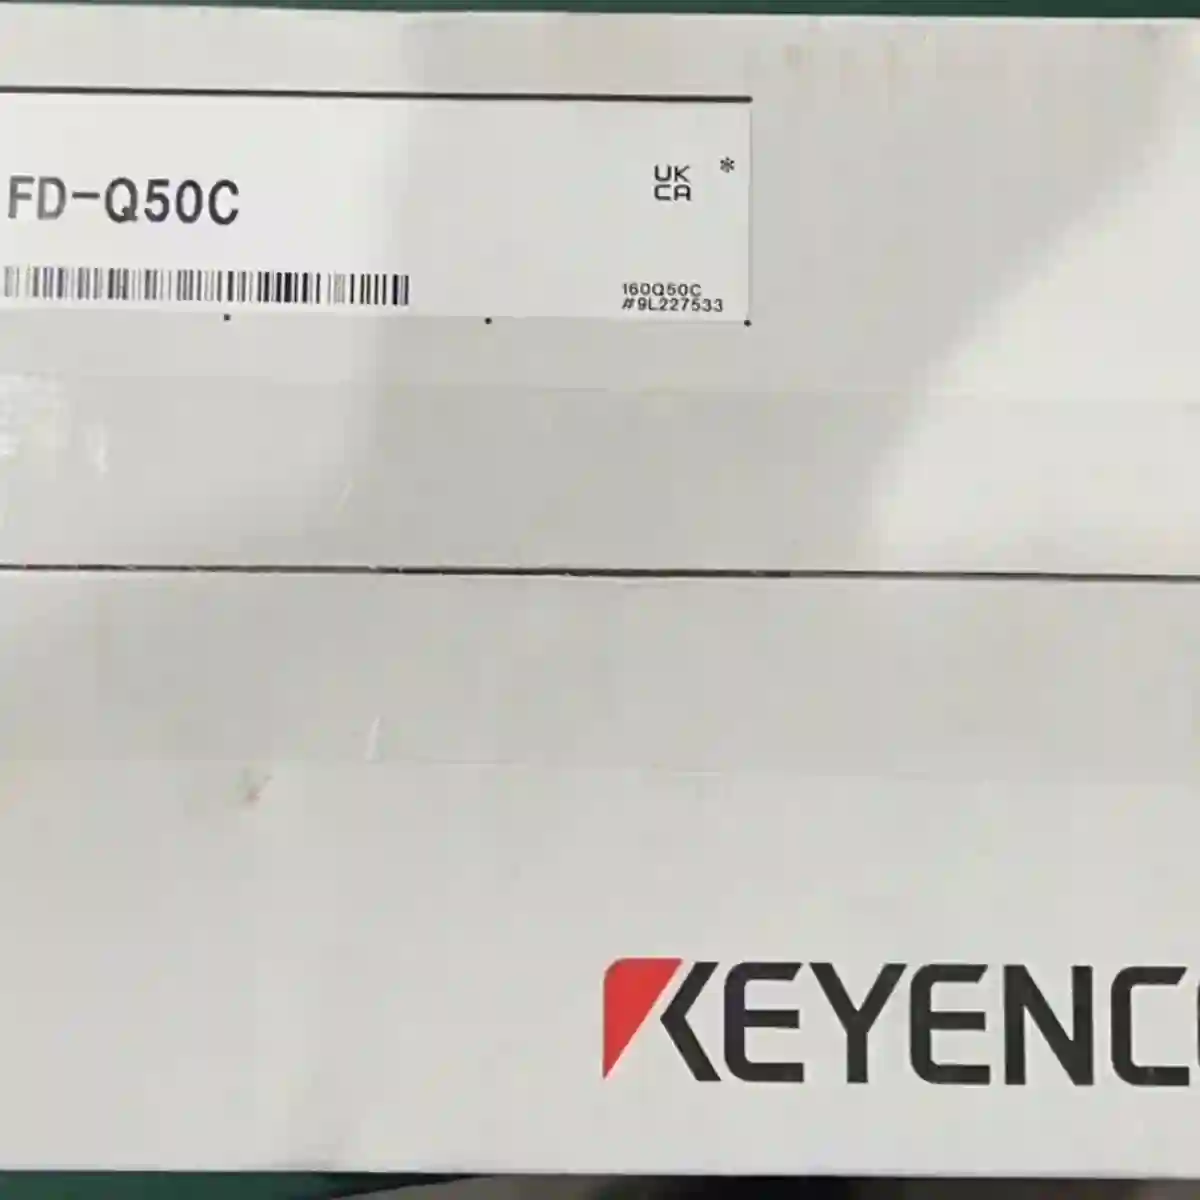 FD-Q50C
UK
CA
*
160Q50C
#9L227533
KEYENC